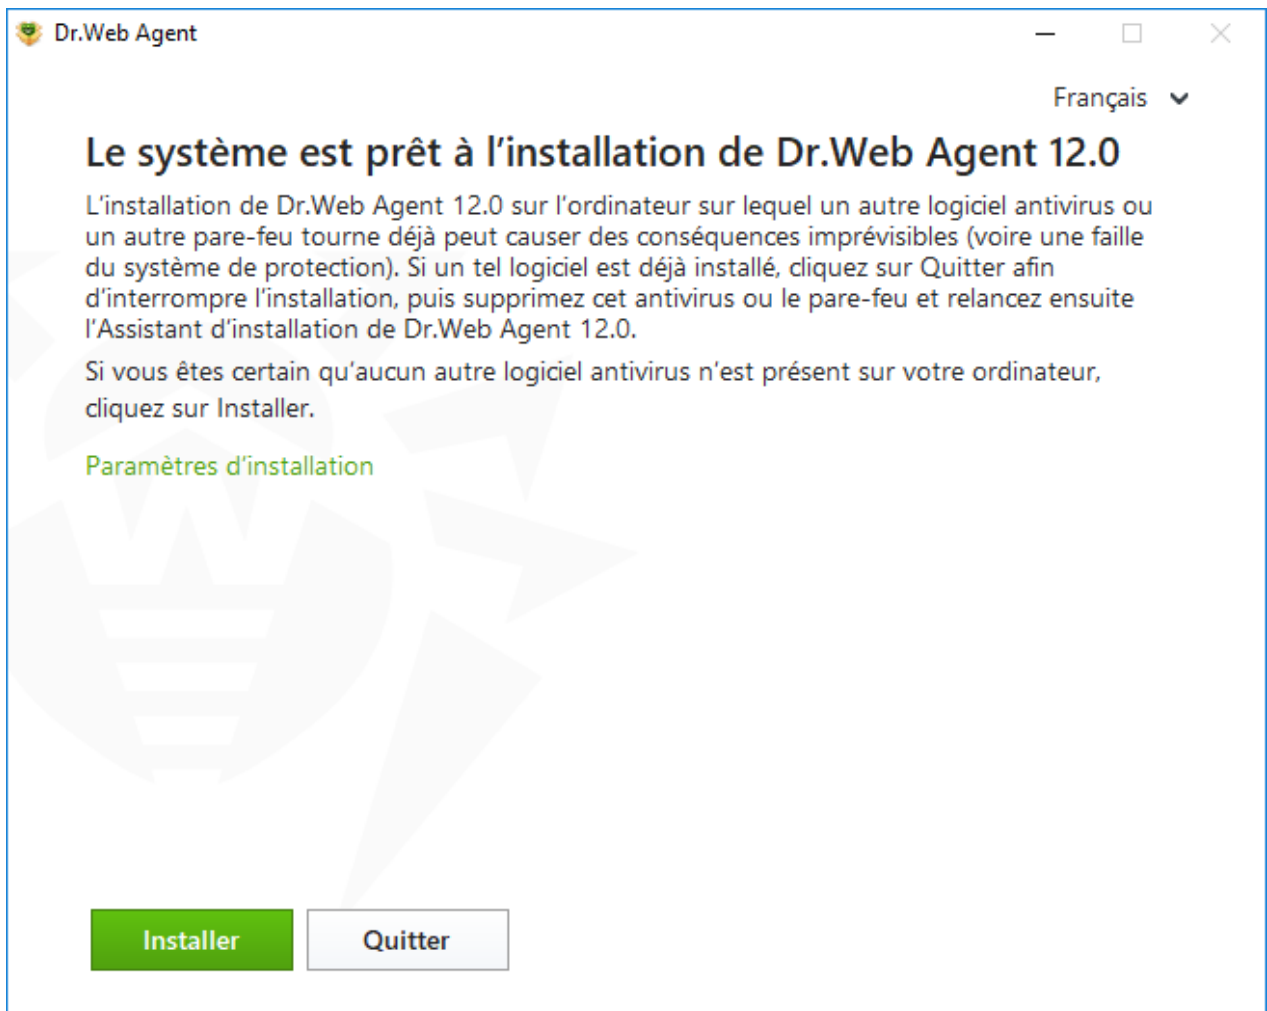 Dr.Web Agent
Français
Le système est prêt à l’installation de Dr.Web Agent 12.0
L’installation de Dr.Web Agent 12.0 sur l’ordinateur sur lequel un autre logiciel antivirus ou
un autre pare-feu tourne déjà peut causer des conséquences imprévisibles (voire une faille
du système de protection). Si un tel logiciel est déjà installé, cliquez sur Quitter afin
d’interrompre l’installation, puis supprimez cet antivirus ou le pare-feu et relancez ensuite
l’Assistant d’installation de Dr.Web Agent 12.0.
Si vous êtes certain qu’aucun autre logiciel antivirus n’est présent sur votre ordinateur,
cliquez sur Installer.
Paramètres d’installation
Installer
Quitter